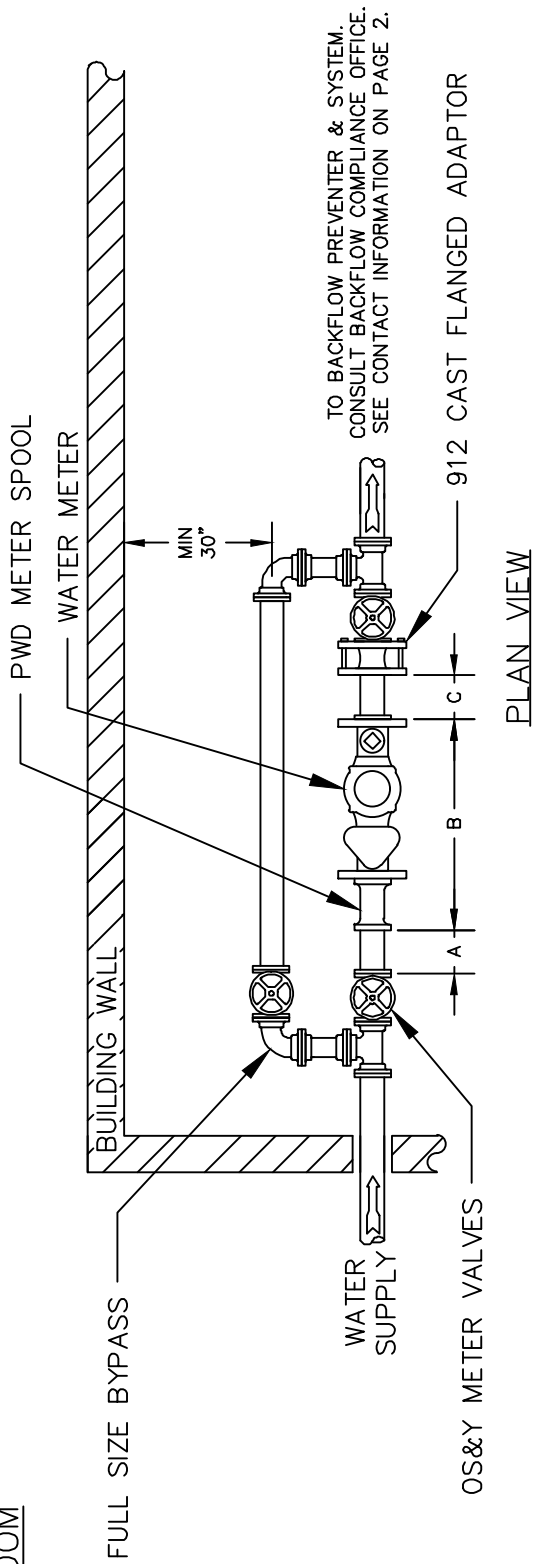 OOM
FULL SIZE BYPASS
BUILDING WALL
PWD METER SPOOL
WATER METER
MIN
30"
TO BACKFLOW PREVENTER & SYSTEM.
CONSULT BACKFLOW COMPLIANCE OFFICE.
SEE CONTACT INFORMATION ON PAGE 2.
912 CAST FLANGED ADAPTOR
WATER
SUPPLY
OS&Y METER VALVES
A
B
C
PLAN VIEW